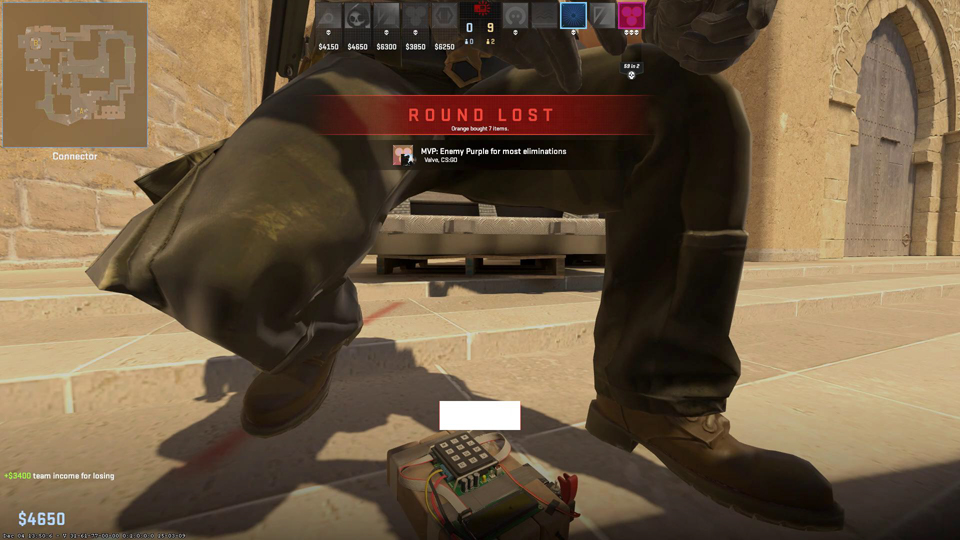 0 9
0 2
$4150 $4650 $6300 $3850 $6250
53 in 2
ROUND LOST
Orange bought 7 items.
MVP: Enemy Purple for most eliminations
Valve, CS:GO
Connector
+$3400 team income for losing
$4650